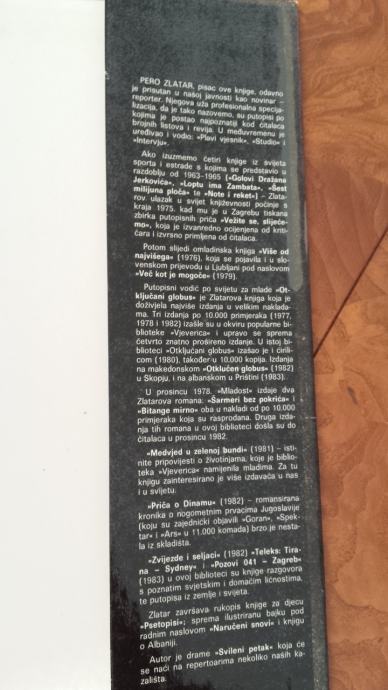 PERO ZLATAR, pisac ove knjige, odavno
je prisutan u našoj javnosti kao novinar –
reporter. Njegova uža profesionalna specija-
lizacija, da je tako nazovemo, su putopisi po
kojima je postao najpoznatiji kod čitalaca
brojnih listova i revija. U međuvremenu je
uređivao i vodio: »Plavi vjesnik«, »Studio« i
»Intervju«.
Ako izuzmemo četiri knjige iz svijeta
sporta i estrade s kojima se predstavio u
razdoblju od 1963–1965 (»Golovi Dražana
Jerkovića«, »Loptu ima Zambata«, »Šest
milijuna ploča« te »Note i reket«) – Zlata-
rov ulazak u svijet književnosti počinje s
kraja 1975. kad mu je u Zagrebu tiskana
zbirka putopisnih priča »Vežite se, slijeće-
mo«, koja je izvanredno ocijenjena od kriti-
čara i izvrsno primljena od čitalaca.
Potom slijedi omladinska knjiga »Više od
najvišega« (1976), koja se pojavila i u slo-
venskom prijevodu u Ljubljani pod naslovom
»Več kot je mogoče« (1979).
Putopisni vodič po svijetu za mlade »Ot-
ključani globus« je Zlatarova knjiga koja je
doživjela najviše izdanja u velikim naklada-
ma. Tri izdanja po 10.000 primjeraka (1977,
1978 i 1982) izašle su u okviru popularne bi-
blioteke »Vjeverica« i upravo se sprema
četvrto znatno prošireno izdanje. U istoj bi-
blioteci »Otključani globus« izašao je i ćirili-
com (1980), također u 10.000 kopija. Izdanja
na makedonskom »Otklučen globus« (1982)
u Skopju, i na albanskom u Prištini (1983).
U prosincu 1978. »Mladost« izdaje dva
Zlatarova romana: »Šarmeri bez pokrića« i
»Bitange mirno« oba u nakladi od po 10.000
primjeraka koja su rasprodana. Druga izda-
nja tih romana u ovoj biblioteci došla su do
čitalaca u prosincu 1982.
»Medvjed u zelenoj bundi« (1981) – isti-
nite pripovijesti o životinjama, koje je biblio-
teka »Vjeverica« namijenila mladima. Za tu
knjigu zainteresirano je više izdavača u nas
i u svijetu.
»Priča o Dinamu« (1982) – romansirana
kronika o nogometnim prvacima Jugoslavije
(koju su zajednički objavili »Goran«, »Spek-
tar« i »Ars« u 11.000 komada) brzo je nesta-
la iz skladišta.
»Zvijezde i seljaci« (1982) »Teleks: Tira-
na – Sydney« i »Pozovi 041 – Zagreb«
(1983) u ovoj biblioteci su knjige razgovora
s poznatim svjetskim i domaćim ličnostima,
te putopisa iz zemlje i svijeta.
Zlatar završava rukopis knjige za djecu
»Psetopisi«; sprema ilustriranu bajku pod
radnim naslovom »Naručeni snovi« i knjigu
o Albaniji.
Autor je drame »Svileni petak« koja će
se naći na repertoarima nekoliko naših ka-
zališta.